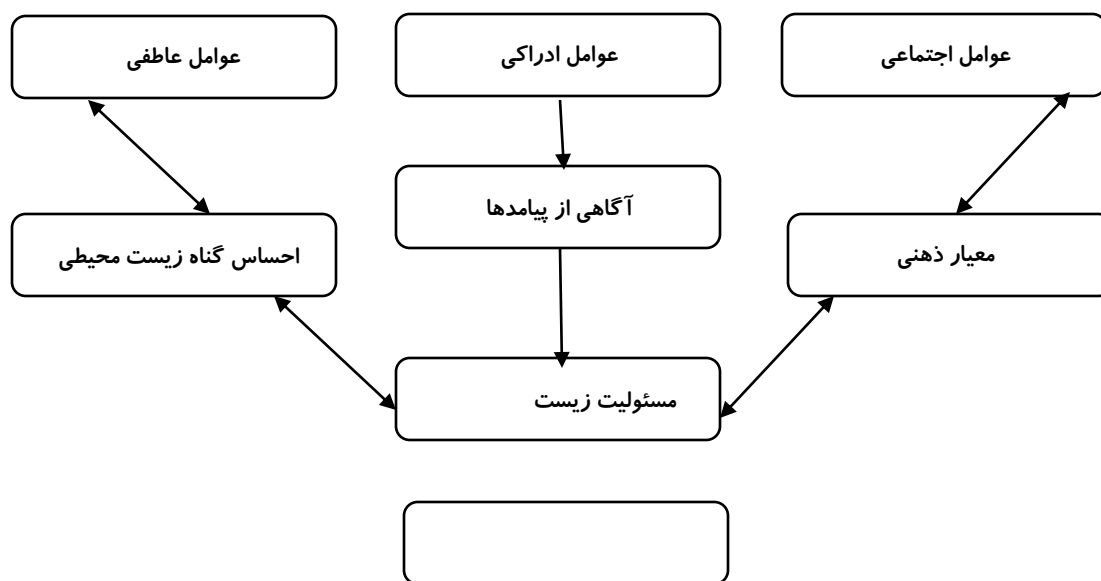 عوامل اجتماعی
عوامل ادراکی
عوامل عاطفی
آگاهی از پیامدها
معیار ذهنی
احساس گناه زیست محیطی
مسئولیت زیست